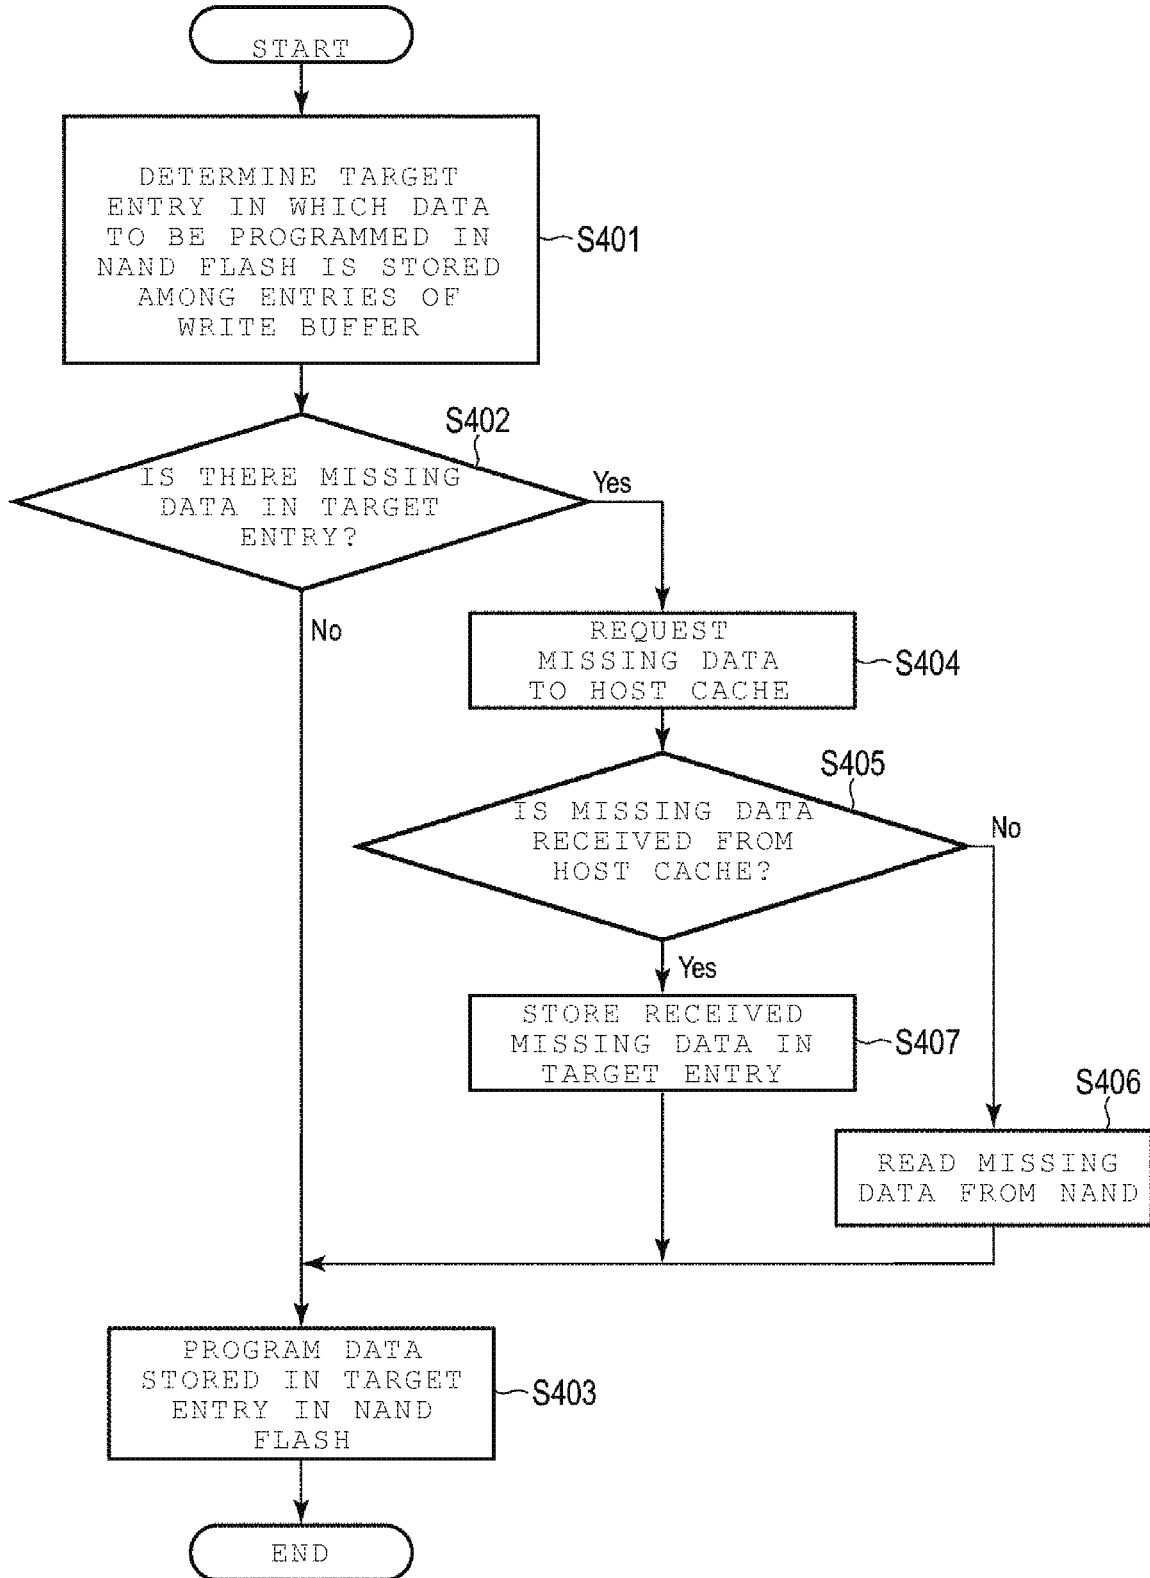 START
DETERMINE TARGET
ENTRY IN WHICH DATA
TO BE PROGRAMMED IN
NAND FLASH IS STORED
AMONG ENTRIES OF
WRITE BUFFER
S401
S402
IS THERE MISSING
DATA IN TARGET
ENTRY?
Yes
No
REQUEST
MISSING DATA
TO HOST CACHE
S404
S405
IS MISSING DATA
RECEIVED FROM
HOST CACHE?
No
Yes
STORE RECEIVED
MISSING DATA IN
TARGET ENTRY
S407
S406
READ MISSING
DATA FROM NAND
PROGRAM DATA
STORED IN TARGET
ENTRY IN NAND
FLASH
S403
END